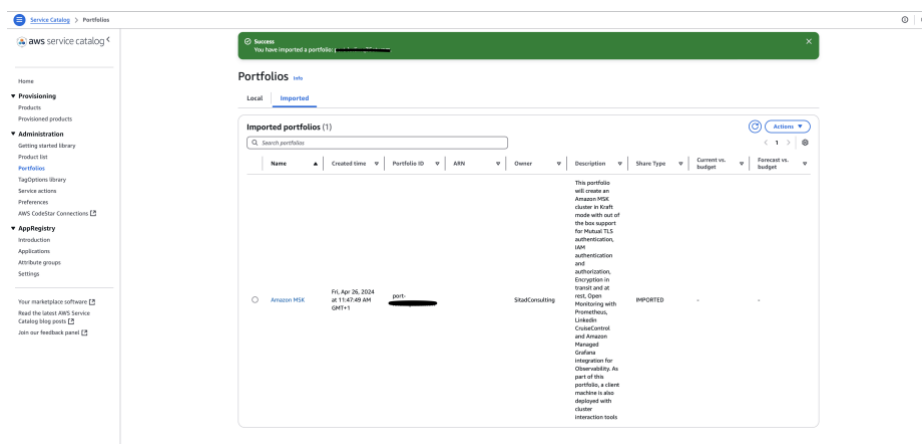 Service Catalog > Portfolios
aws service catalog
Home
Provisioning
Products
Provisioned products
Administration
Getting started library
Product list
Portfolios
TagOptions library
Service actions
Preferences
AWS CodeStar Connections
AppRegistry
Introduction
Applications
Attribute groups
Settings
Your marketplace software
Read the latest AWS Service
Catalog blog posts
Join our feedback panel
Success
You have imported a portfolio:
Portfolios Info
Local Imported
Imported portfolios (1)
Actions
Search portfolios
1
Name Created time Portfolio ID ARN Owner Description Share Type Current vs. budget Forecast vs. budget
Amazon MSK
Fri, Apr 26, 2024
at 11:47:49 AM
GMT+1
port-
SitadConsulting
This portfolio
will create an
Amazon MSK
cluster in Kraft
mode with out of
the box support
for Mutual TLS
authentication,
IAM
authentication
and
authorization,
Encryption in
transit and at
rest, Open
Monitoring with
Prometheus,
Linkedin
CruiseControl
and Amazon
Managed
Grafana
integration for
Observability. As
part of this
portfolio, a client
machine is also
deployed with
cluster
interaction tools
IMPORTED
-
-